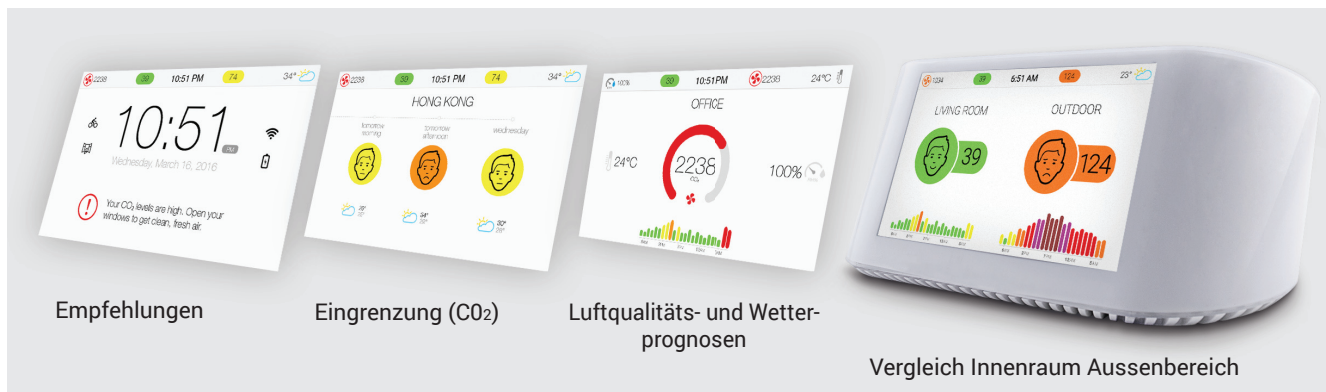 2238 39 10:51 PM 74 34°
10:51 PM
Wednesday, March 16, 2016
Your CO₂ levels are high. Open your
windows to get clean, fresh air.
Empfehlungen
2238 39 10:51 PM 74 34°
HONG KONG
tomorrow morning
tomorrow afternoon
wednesday
34°
30°
Eingrenzung (C0₂)
100% 39 10:51PM 2238 24°C
OFFICE
24°C
2238
CO₂
100%
Luftqualitäts- und Wetter-
prognosen
1234 39 6:51 AM 124 23°
LIVING ROOM OUTDOOR
39 124
Vergleich Innenraum Aussenbereich